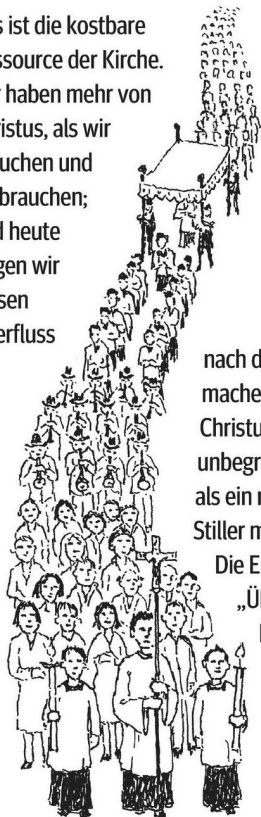 s ist die kostbare
ssource der Kirche.
r haben mehr von
ristus, als wir
uchen und
brauchen;
d heute
gen wir
sen
erfluss
nach d
mache
Christu
unbegr
als ein
Stiller m
Die E
„Ü